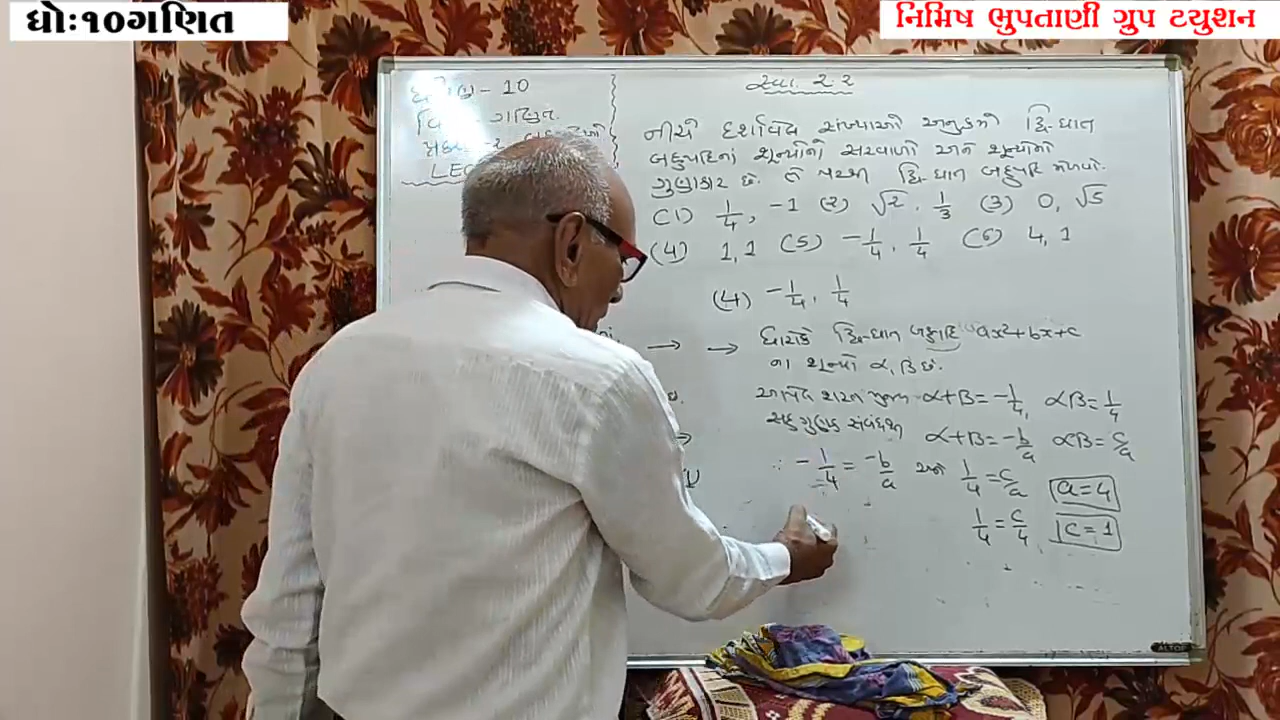 ધોઃ૧૦ગણિત
નિમિષ ભુપતાણી ગ્રુપ ટયુશન
- 10
ગણિત
LEC
સ્વા. 2.2
નીચે દર્શાવેલ સંખ્યાઓ અનુક્રમે દ્વિ-ઘાત
બહુપદિનાં શૂન્યોનો સરવાળો અને શૂન્યોનો
ગુણાકાર છે. તે પરથી દ્વિ-ઘાત બહુપદિ મેળવો.
(1) 1/4, -1 (2) √2, 1/3 (3) 0, √5
(4) 1, 1 (5) -1/4, 1/4 (6) 4, 1
(4) -1/4, 1/4
→ → ધારોકે દ્વિ-ઘાત બહુપદિ ax²+bx+c
ના શૂન્યો α, β છે.
આપેલ શરત મુજબ α+β = -1/4, αβ = 1/4
સહગુણક સંબંધથી α+β = -b/a αβ = c/a
∴ -1/4 = -b/a અને 1/4 = c/a a=4
1/4 = c/4 c=1
ALTOP